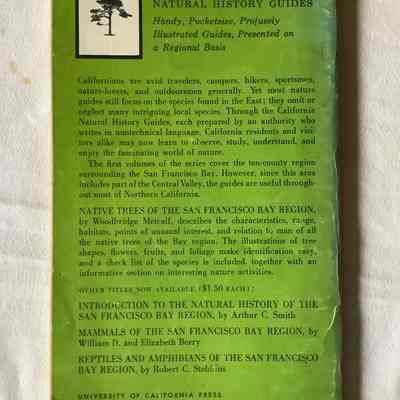 NATURAL HISTORY GUIDES
Handy, Pocketsize, Profusely
Illustrated Guides, Presented on
a Regional Basis
Californians are avid travelers, campers, hikers, sportsmen,
nature-lovers, and outdoorsmen generally. Yet most nature
guides still focus on the species found in the East; they omit or
neglect many intriguing local species. Through the California
Natural History Guides, each prepared by an authority who
writes in nontechnical language, California residents and visi-
tors alike may now learn to observe, study, understand, and
enjoy the fascinating world of nature.
The first volumes of the series cover the ten-county region
surrounding the San Francisco Bay. However, since this area
includes part of the Central Valley, the guides are useful through-
out most of Northern California.
NATIVE TREES OF THE SAN FRANCISCO BAY REGION,
by Woodbridge Metcalf, describes the characteristics, range,
habitats, points of unusual interest, and relation to man of all
the native trees of the Bay region. The illustrations of tree
shapes, flowers, fruits, and foliage make identification easy,
and a check list of the species is included, together with an
informative section on interesting nature activities.
OTHER TITLES NOW AVAILABLE ($1.50 EACH):
INTRODUCTION TO THE NATURAL HISTORY OF THE
SAN FRANCISCO BAY REGION, by Arthur C. Smith
MAMMALS OF THE SAN FRANCISCO BAY REGION, by
William D. and Elizabeth Berry
REPTILES AND AMPHIBIANS OF THE SAN FRANCISCO
BAY REGION, by Robert C. Stebbins
UNIVERSITY OF CALIFORNIA PRESS